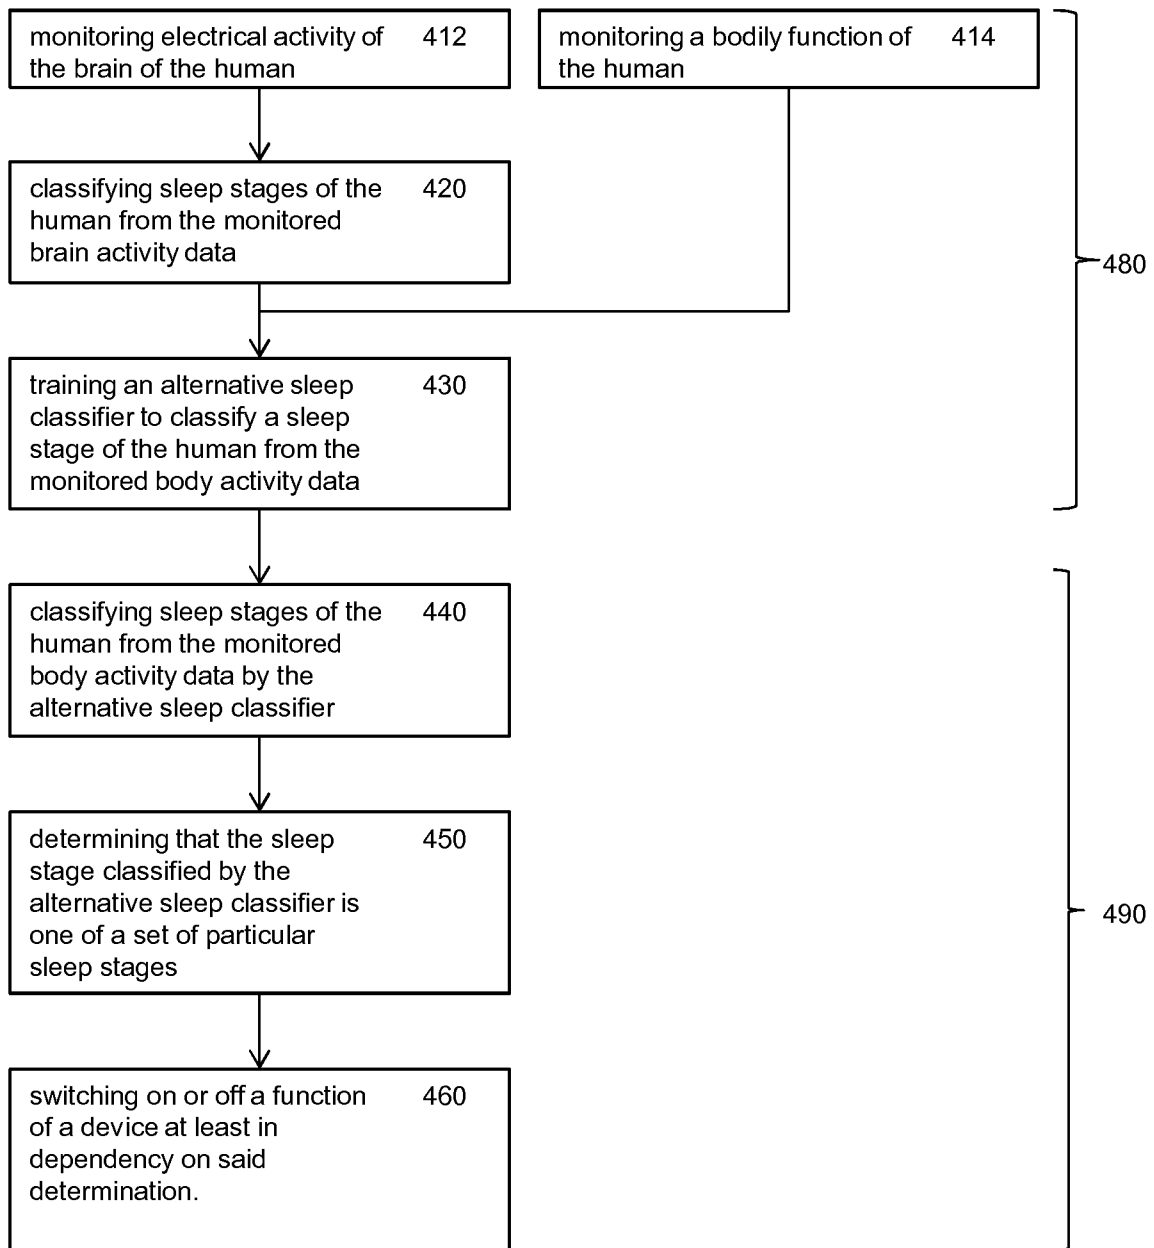 monitoring electrical activity of 412
the brain of the human
monitoring a bodily function of 414
the human
classifying sleep stages of the 420
human from the monitored
brain activity data
480
training an alternative sleep 430
classifier to classify a sleep
stage of the human from the
monitored body activity data
classifying sleep stages of the 440
human from the monitored
body activity data by the
alternative sleep classifier
determining that the sleep 450
stage classified by the
alternative sleep classifier is
one of a set of particular
sleep stages
490
switching on or off a function 460
of a device at least in
dependency on said
determination.